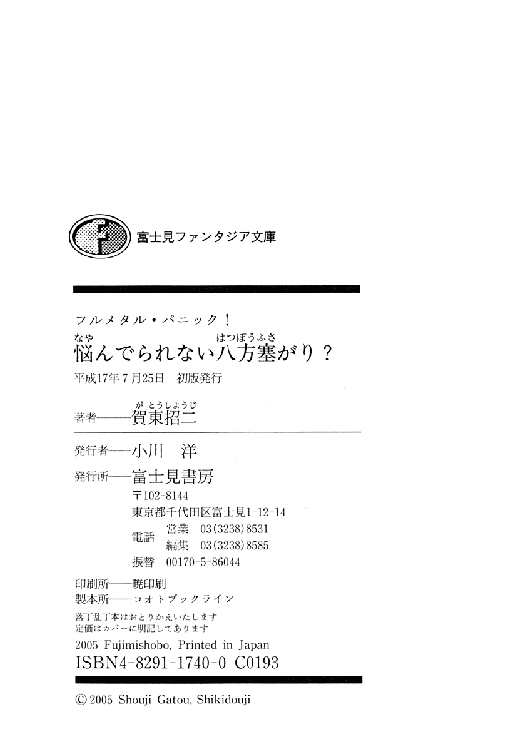 富士見ファンタジア文庫
フルメタル・パニック!
なや はつぽうふさ
悩んでられない八方塞がり?
平成17年7月25日 初版発行
が とうしようじ
著者――賀東招二
発行者――小川 洋
発行所――富士見書房
〒102-8144
東京都千代田区富士見1-12-14
電話 営業 03(3238)8531
編集 03(3238)8585
振替 00170-5-86044
印刷所――暁印刷
製本所――コオトブックライン
落丁乱丁本はおとりかえいたします
定価はカバーに明記してあります
2005 Fujimishobo, Printed in Japan
ISBN4-8291-1740-0 C0193
©2005 Shouji Gatou, Shikidouji